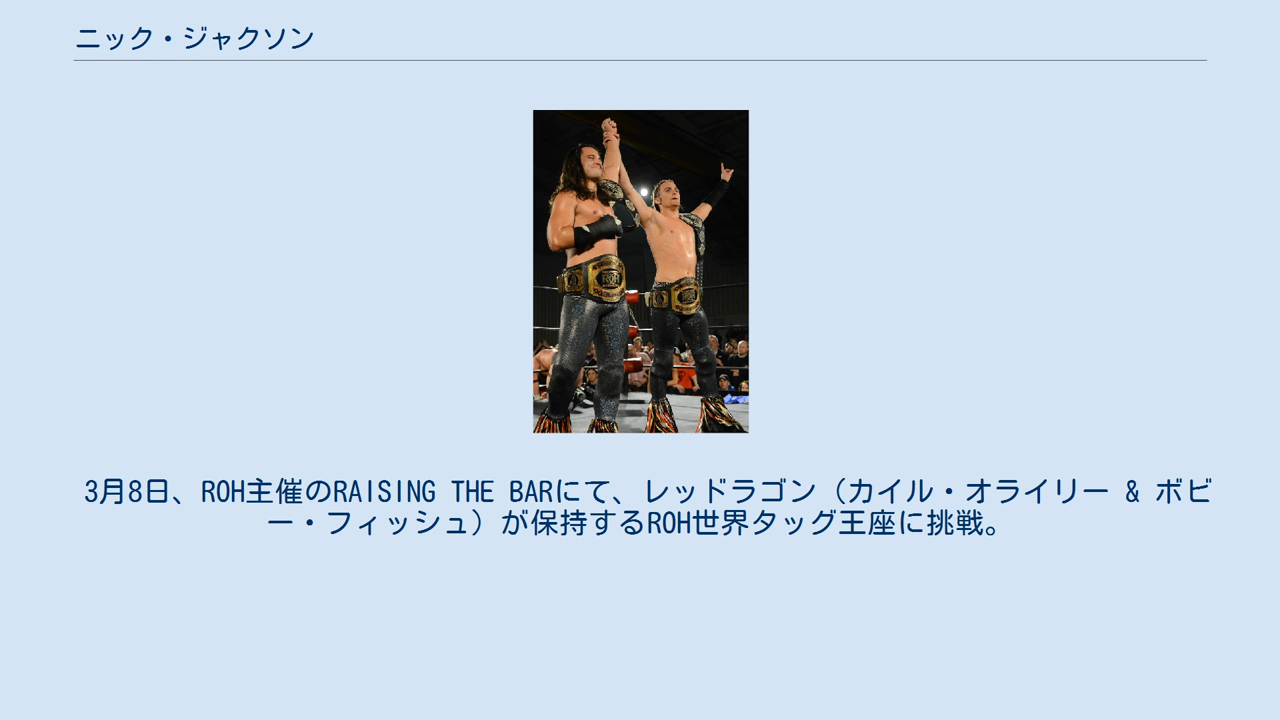 ニック・ジャクソン
ROH
3月8日、ROH主催のRAISING THE BARにて、レッドラゴン（カイル・オライリー & ボビ
ー・フィッシュ）が保持するROH世界タッグ王座に挑戦。